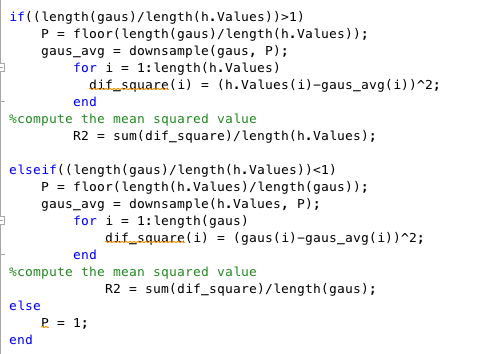 if((length(gaus)/length(h.Values))>1)
P = floor(length(gaus)/length(h.Values));
gaus_avg = downsample(gaus, P);
for i = 1:length(h.Values)
dif_square(i) = (h.Values(i)-gaus_avg(i))^2;
end
%compute the mean squared value
R2 = sum(dif_square)/length(h.Values);
elseif((length(gaus)/length(h.Values))<1)
P = floor(length(h.Values)/length(gaus));
gaus_avg = downsample(h.Values, P);
for i = 1:length(gaus)
dif_square(i) = (gaus(i)-gaus_avg(i))^2;
end
%compute the mean squared value
R2 = sum(dif_square)/length(gaus);
else
P = 1;
end